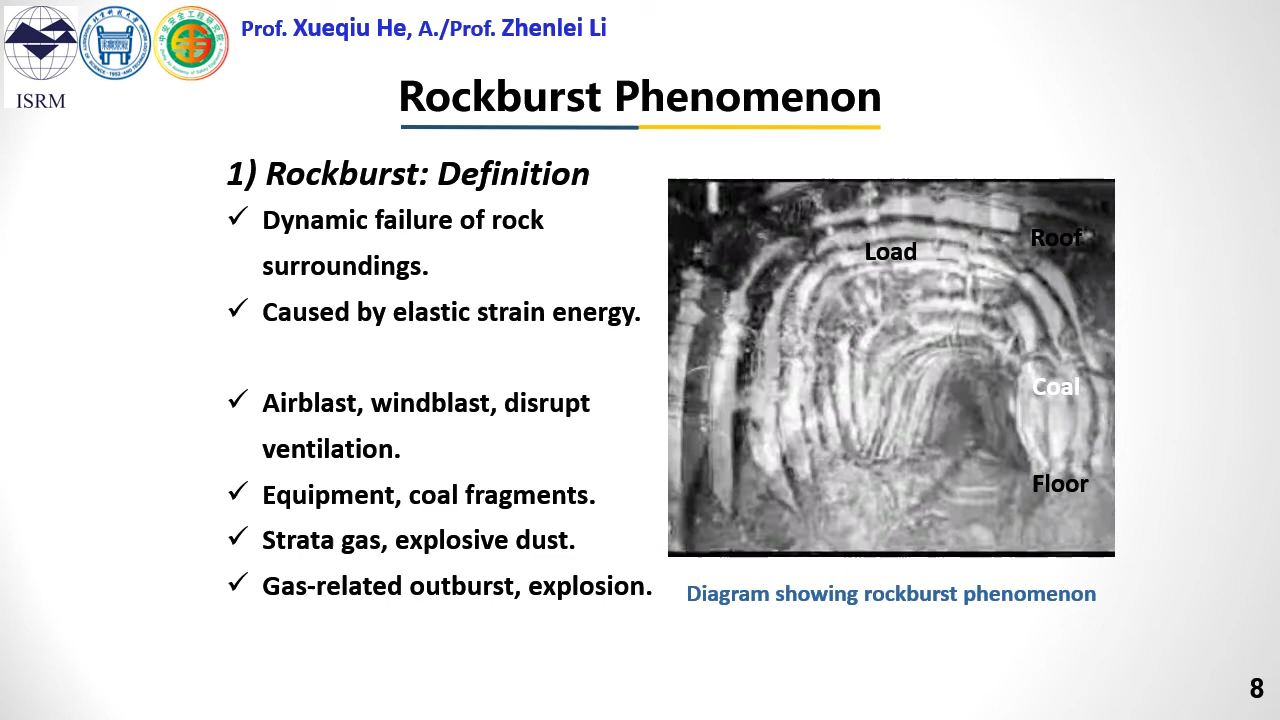 Prof. Xueqiu He, A./Prof. Zhenlei Li
ISRM
Rockburst Phenomenon
1) Rockburst: Definition
✓ Dynamic failure of rock
surroundings.
✓ Caused by elastic strain energy.
✓ Airblast, windblast, disrupt
ventilation.
✓ Equipment, coal fragments.
✓ Strata gas, explosive dust.
✓ Gas-related outburst, explosion.
Load
Roof
Coal
Floor
Diagram showing rockburst phenomenon
8